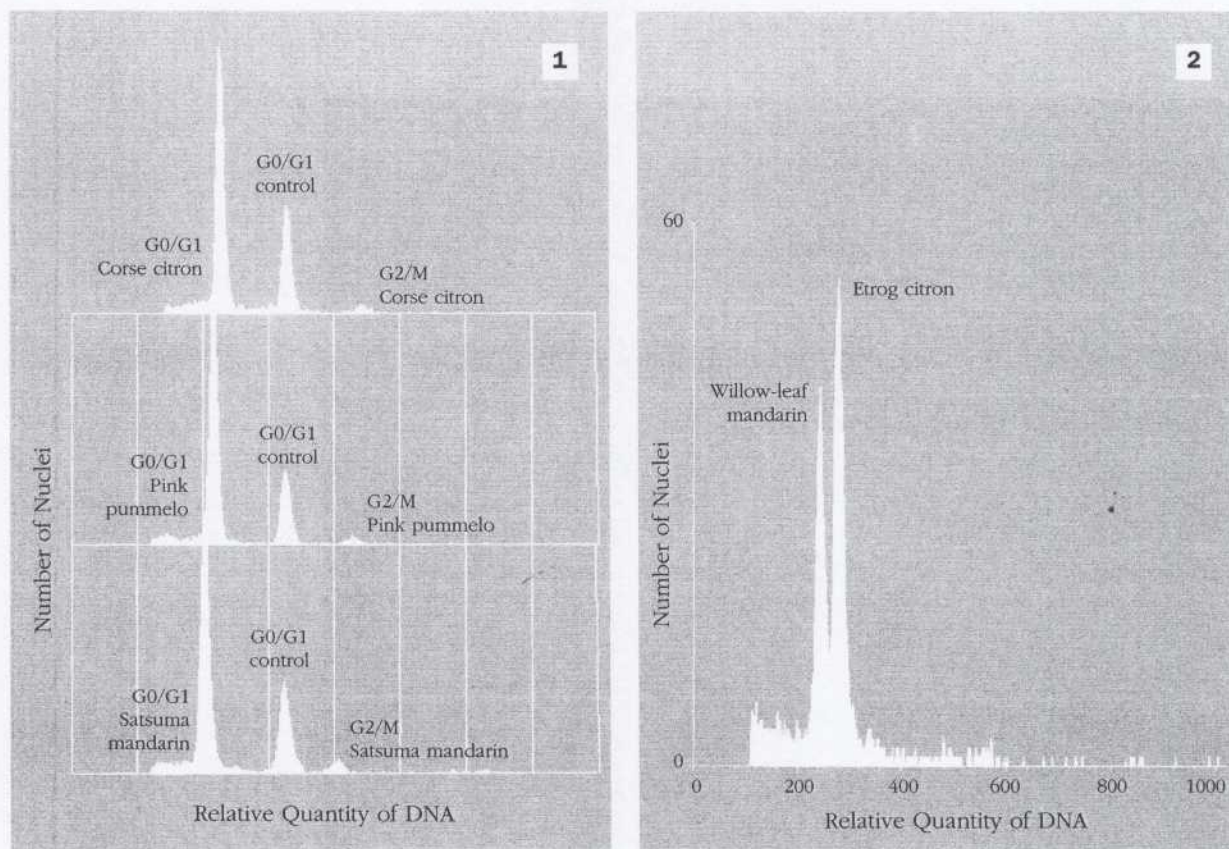 1
G0/G1
control
G0/G1
Corse citron
G2/M
Corse citron
G0/G1
control
G0/G1
Pink
pummelo
G2/M
Pink pummelo
G0/G1
control
G0/G1
Satsuma
mandarin
G2/M
Satsuma mandarin
Number of Nuclei
Relative Quantity of DNA
2
60
Etrog citron
Willow-leaf
mandarin
Number of Nuclei
0
0 200 400 600 800 1000
Relative Quantity of DNA